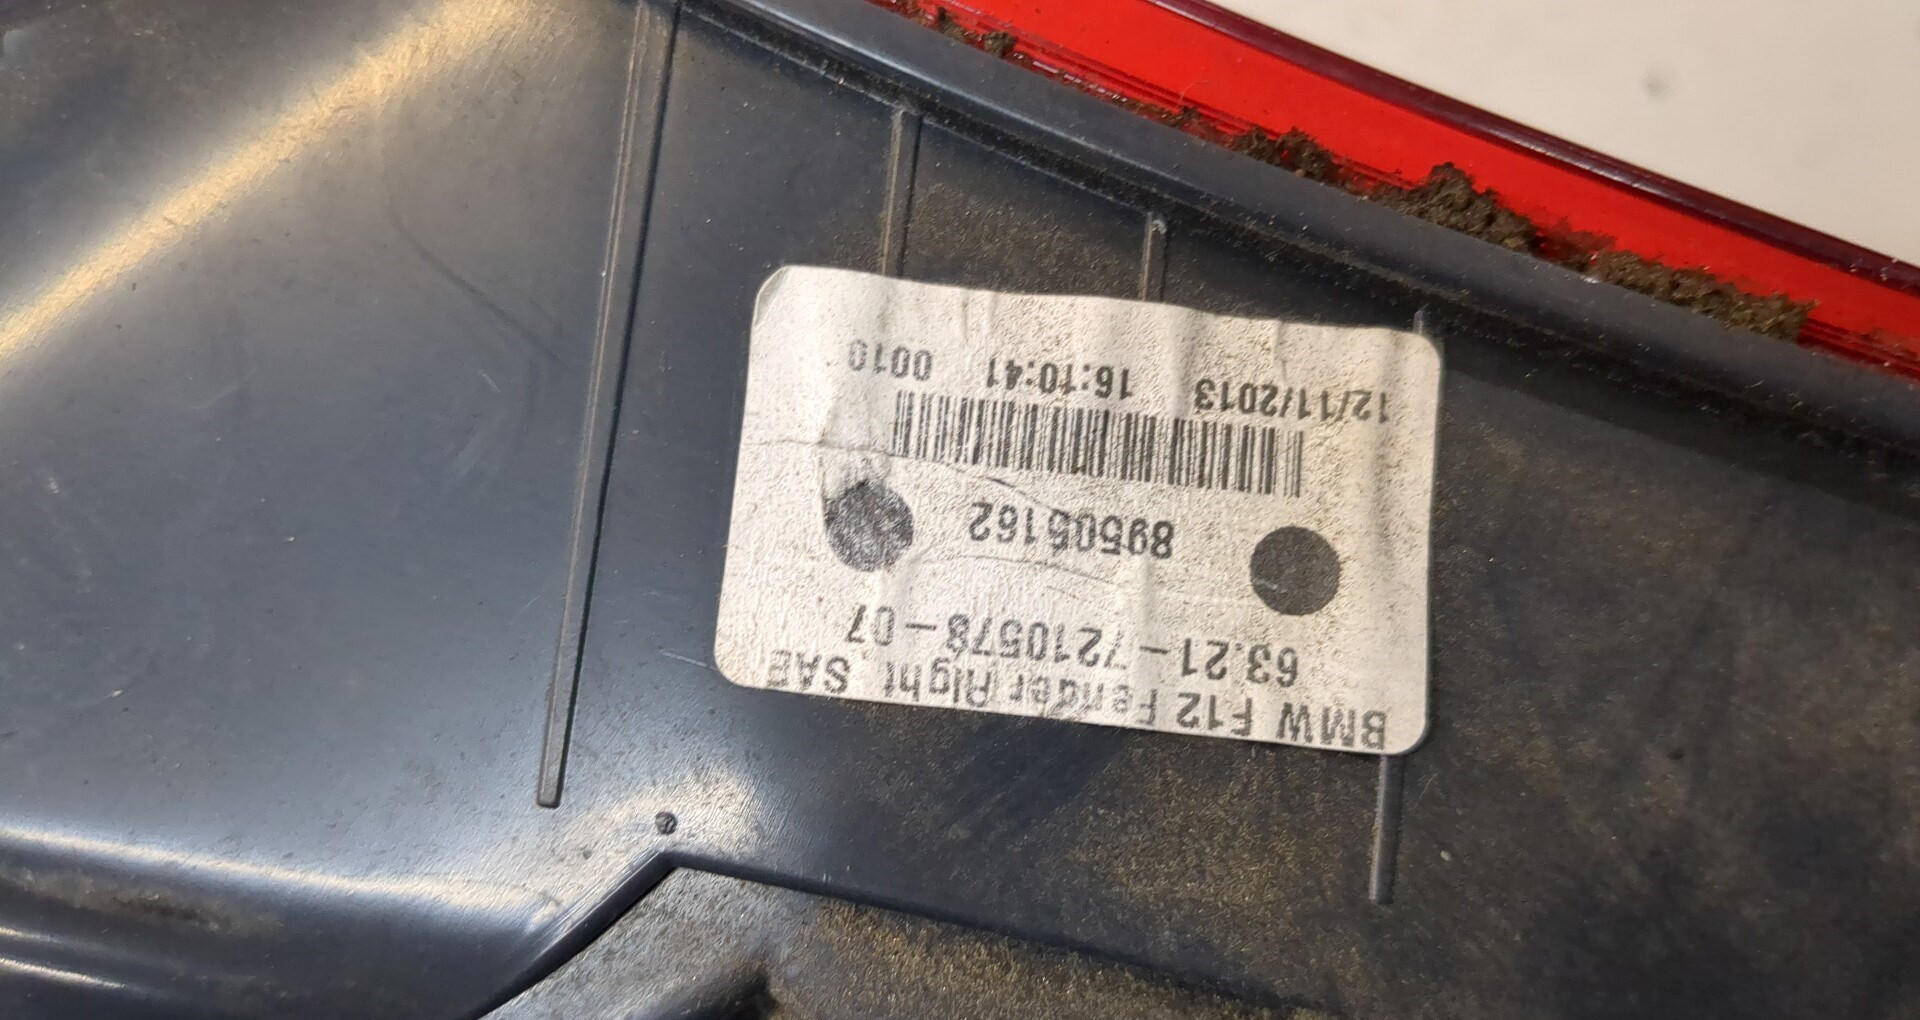 BMW F12 Fender Right SAE
63.21-7210578-07
89505162
12/11/2013 16:10:41 0010